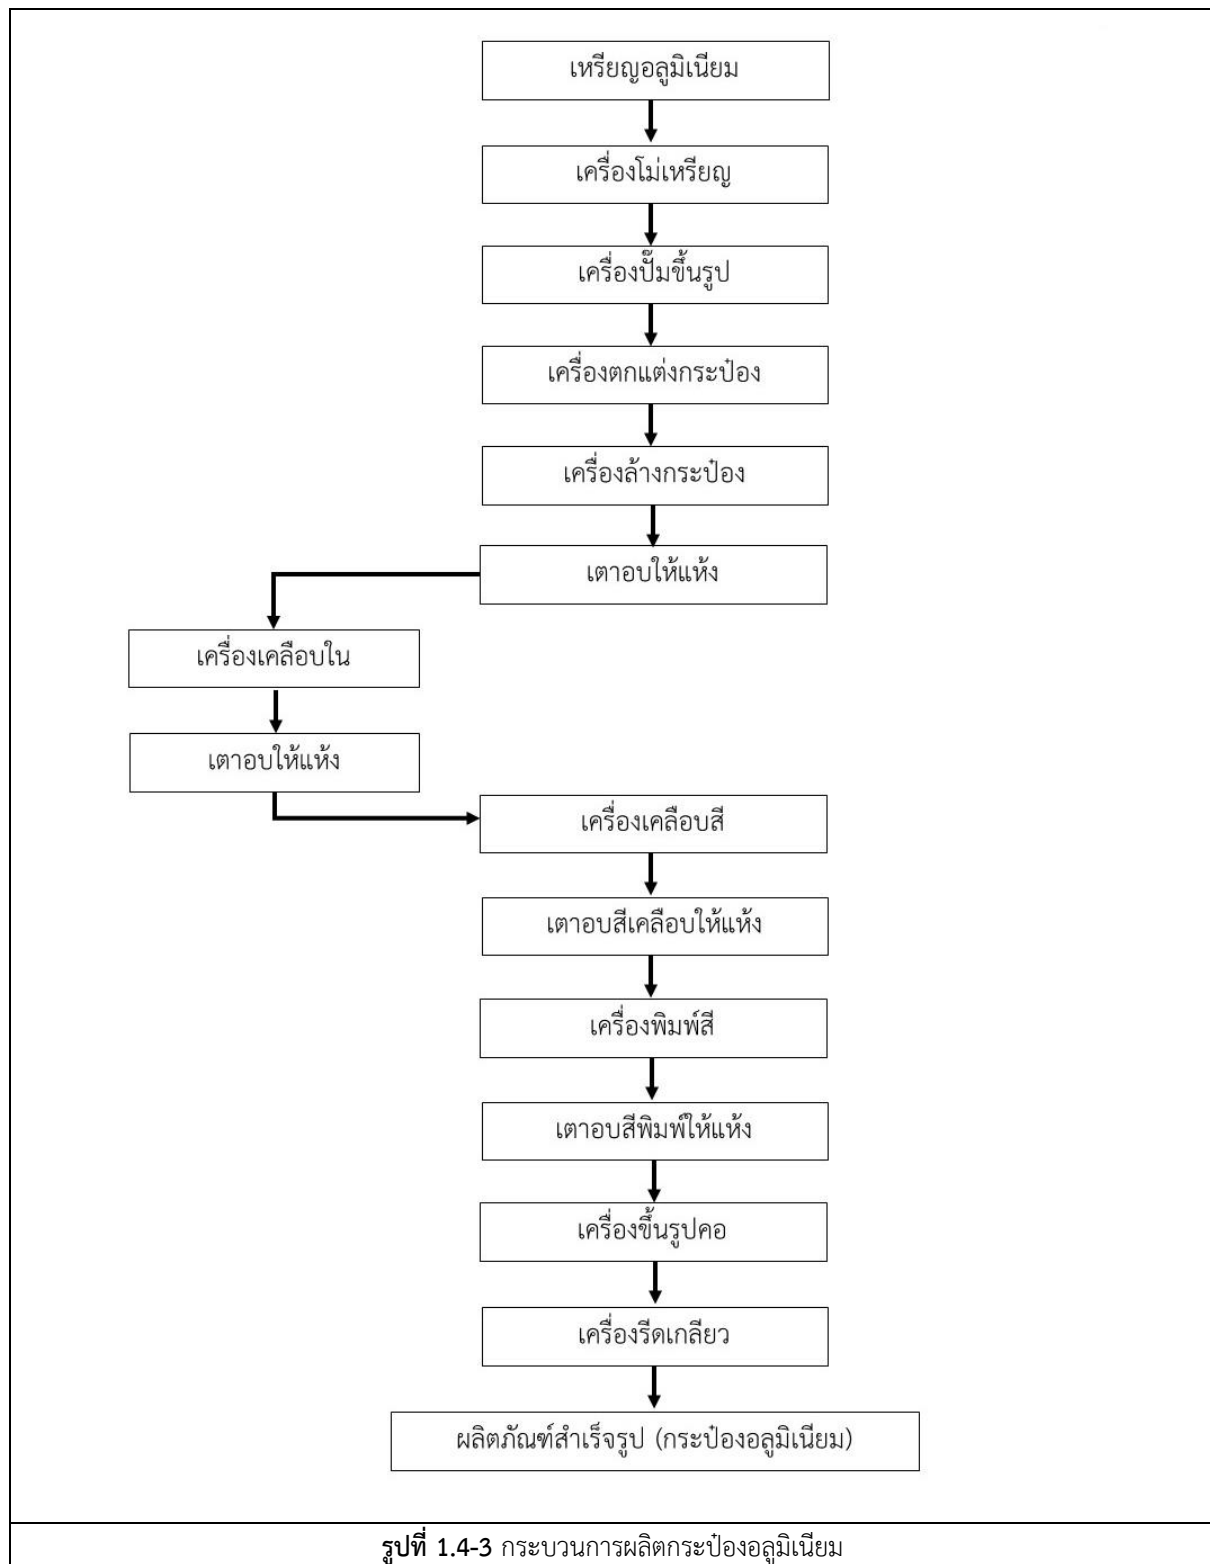 เหรียญอลูมิเนียม
เครื่องโม่เหรียญ
เครื่องปั๊มขึ้นรูป
เครื่องตกแต่งกระป๋อง
เครื่องล้างกระป๋อง
เตาอบให้แห้ง
เครื่องเคลือบใน
เตาอบให้แห้ง
เครื่องเคลือบสี
เตาอบสีเคลือบให้แห้ง
เครื่องพิมพ์สี
เตาอบสีพิมพ์ให้แห้ง
เครื่องขึ้นรูปคอ
เครื่องรีดเกลียว
ผลิตภัณฑ์สำเร็จรูป (กระป๋องอลูมิเนียม)
รูปที่ 1.4-3 กระบวนการผลิตกระป๋องอลูมิเนียม